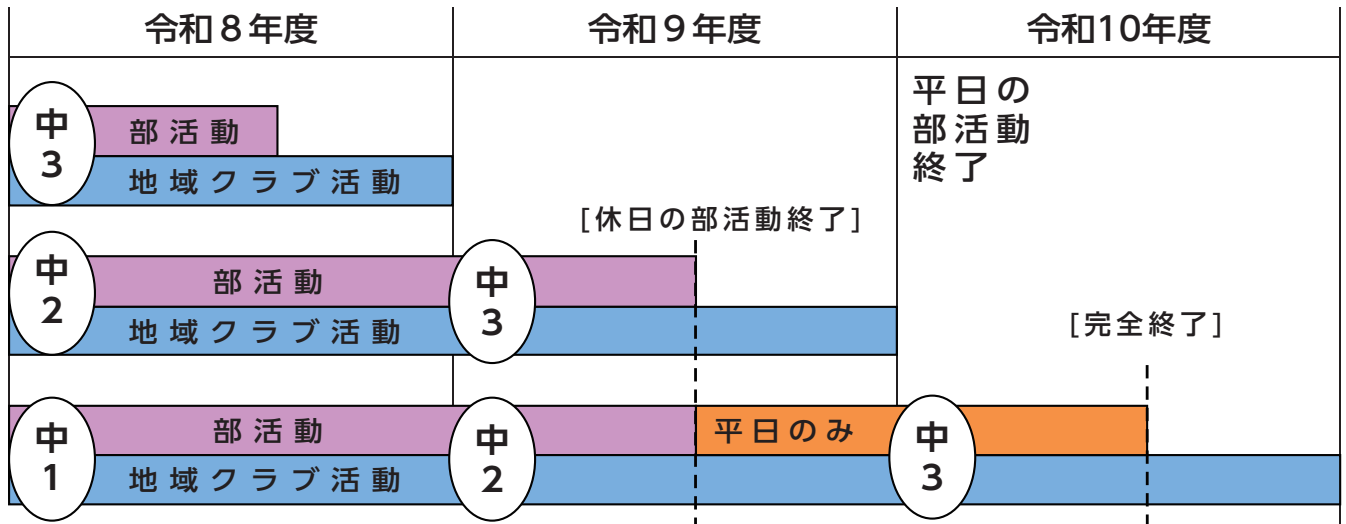 令和８年度
令和９年度
令和10年度
平日の
部活動
終了
中
3
部活動
地域クラブ活動
[休日の部活動終了]
中
2
部活動
地域クラブ活動
中
3
[完全終了]
中
1
部活動
地域クラブ活動
中
2
平日のみ
中
3